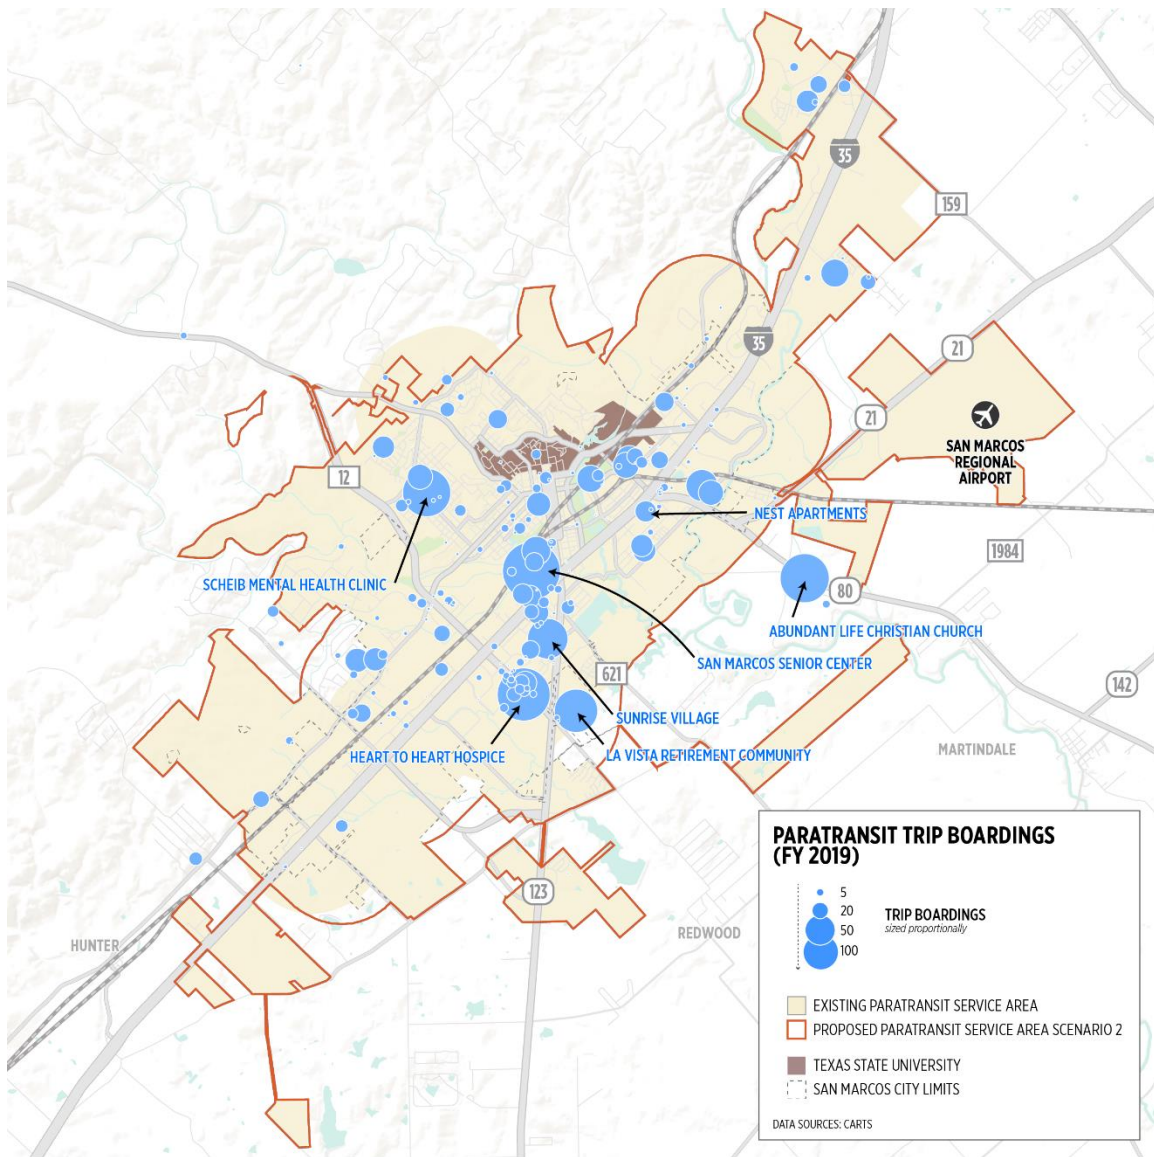 35
159
35
21
21
SAN MARCOS
REGIONAL
AIRPORT
12
NEST APARTMENTS
1984
SCHEIB MENTAL HEALTH CLINIC
80
ABUNDANT LIFE CHRISTIAN CHURCH
SAN MARCOS SENIOR CENTER
621
142
SUNRISE VILLAGE
MARTINDALE
HEART TO HEART HOSPICE
LA VISTA RETIREMENT COMMUNITY
123
HUNTER
REDWOOD
PARATRANSIT TRIP BOARDINGS
(FY 2019)
5
20
50
100
TRIP BOARDINGS
sized proportionally
EXISTING PARATRANSIT SERVICE AREA
PROPOSED PARATRANSIT SERVICE AREA SCENARIO 2
TEXAS STATE UNIVERSITY
SAN MARCOS CITY LIMITS
DATA SOURCES: CARTS